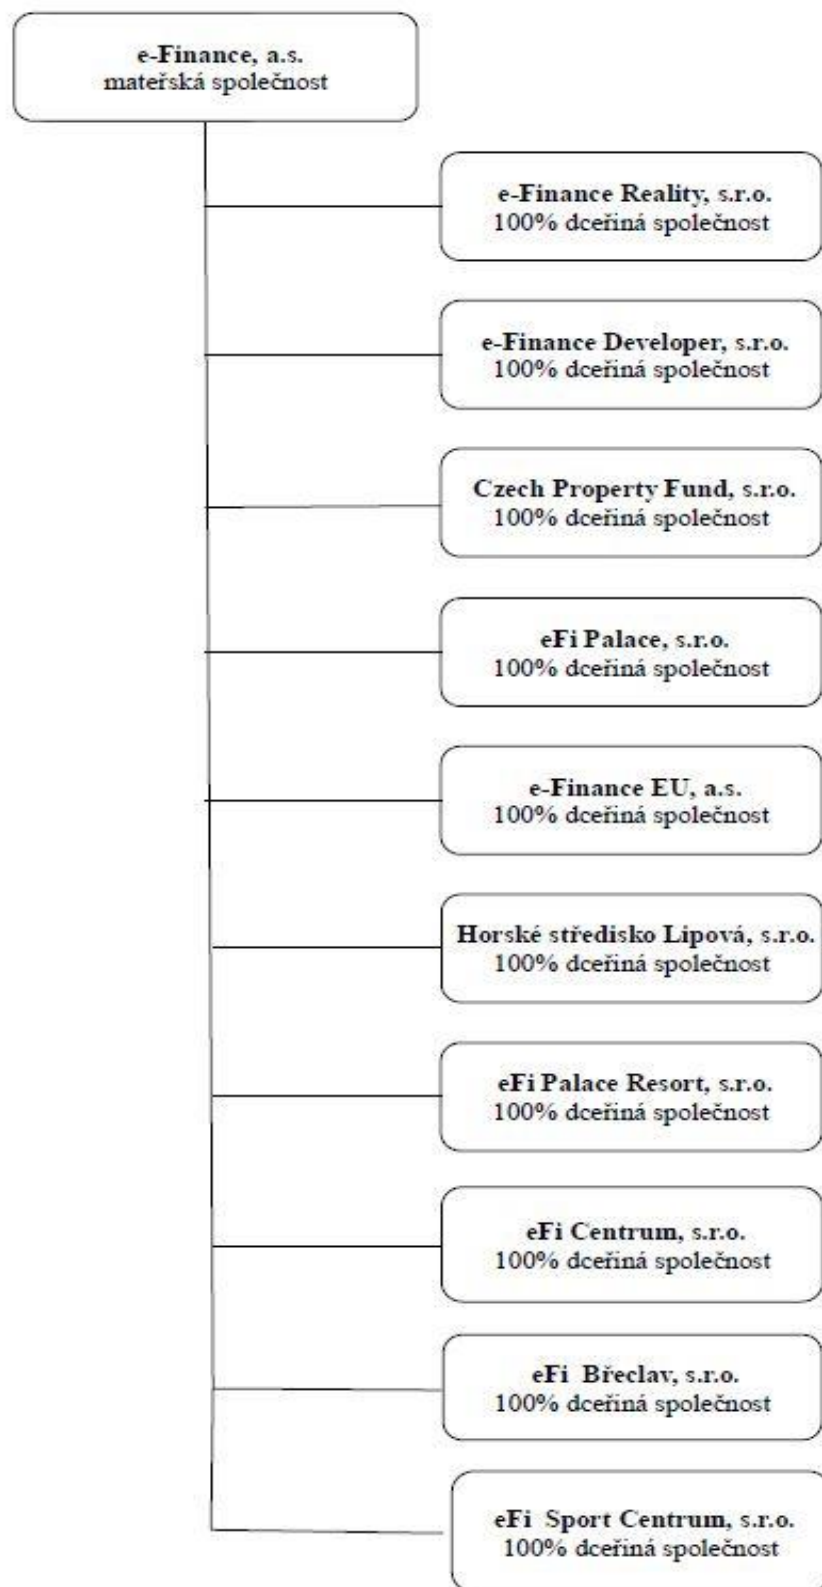 e-Finance, a.s.
mateřská společnost
e-Finance Reality, s.r.o.
100% dceřiná společnost
e-Finance Developer, s.r.o.
100% dceřiná společnost
Czech Property Fund, s.r.o.
100% dceřiná společnost
eFi Palace, s.r.o.
100% dceřiná společnost
e-Finance EU, a.s.
100% dceřiná společnost
Horské středisko Lipová, s.r.o.
100% dceřiná společnost
eFi Palace Resort, s.r.o.
100% dceřiná společnost
eFi Centrum, s.r.o.
100% dceřiná společnost
eFi Břeclav, s.r.o.
100% dceřiná společnost
eFi Sport Centrum, s.r.o.
100% dceřiná společnost